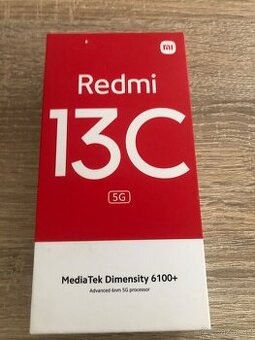 mi
Redmi
13C
5G
MediaTek Dimensity 6100+
Advanced 6nm 5G processor